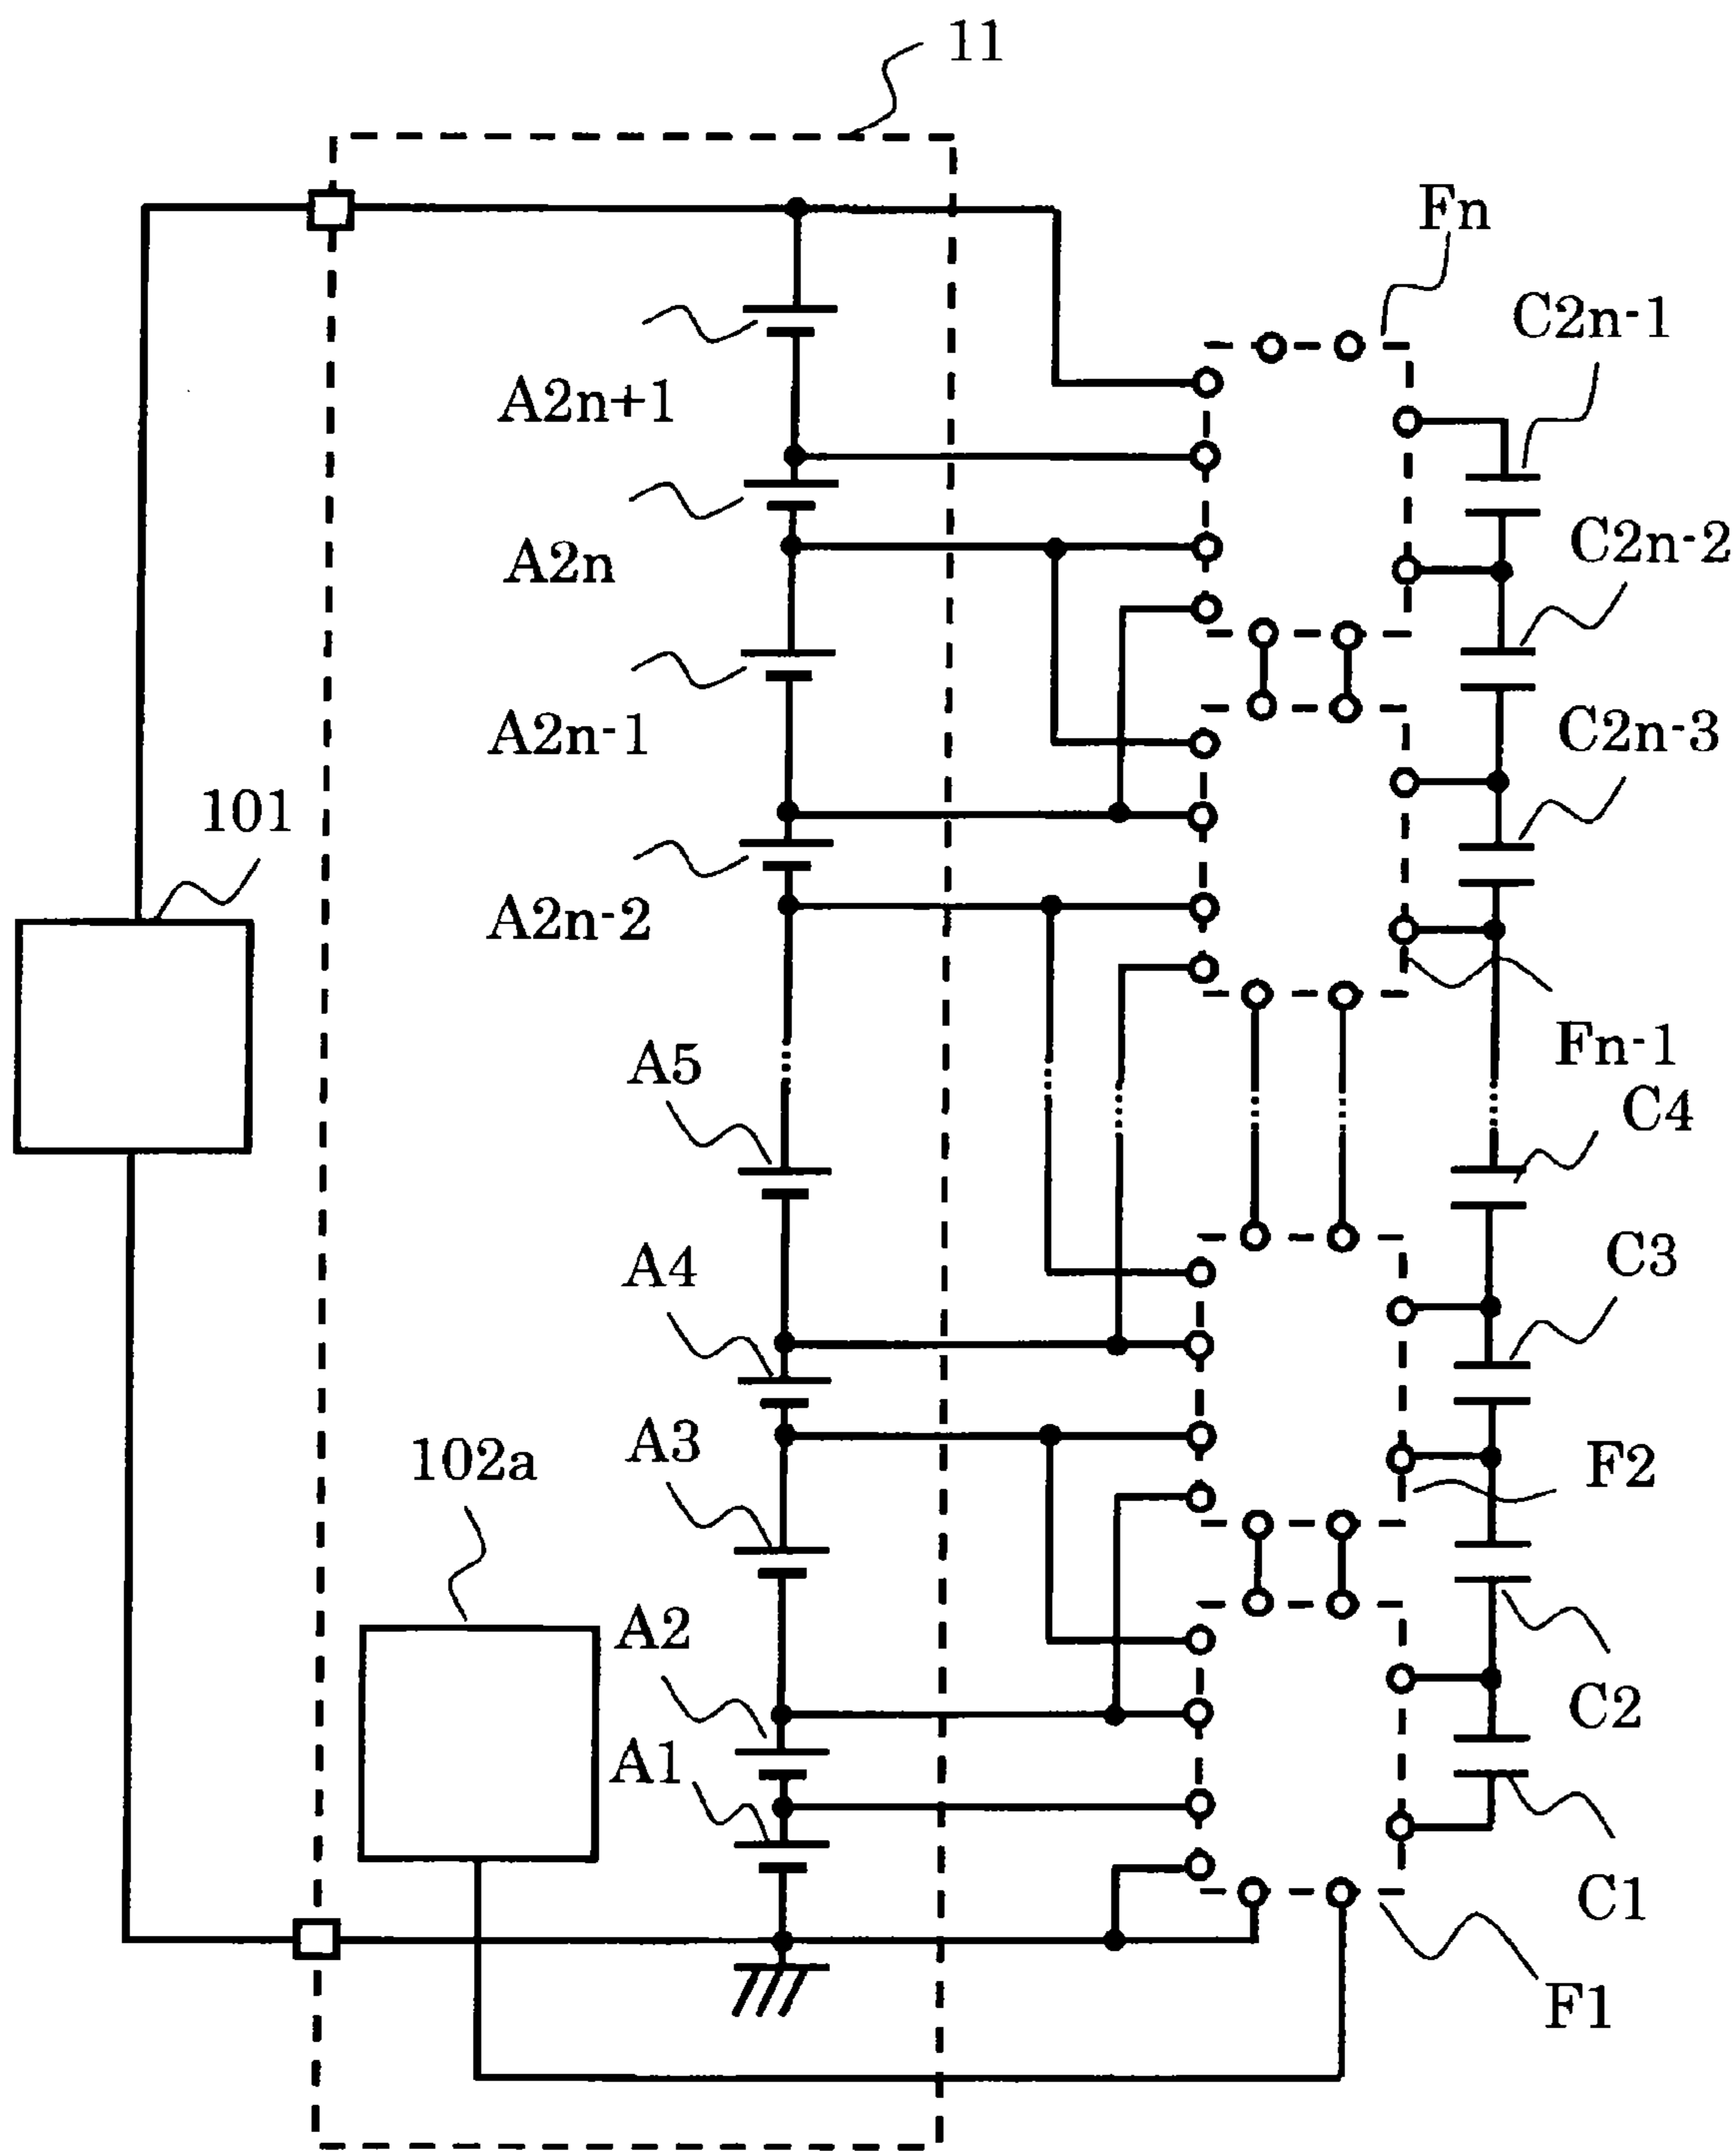 11
Fn
C2n-1
A2n+1
C2n-2
A2n
C2n-3
A2n-1
101
A2n-2
Fn-1
A5
C4
A4
C3
A3
102a
F2
A2
C2
A1
C1
F1